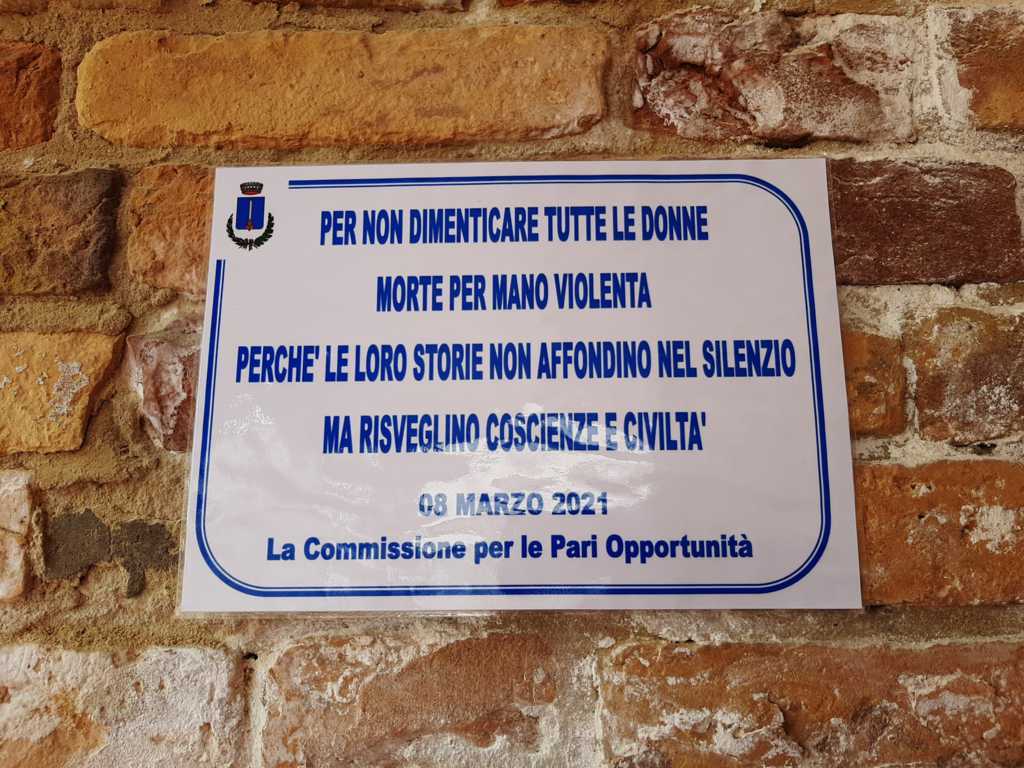 PER NON DIMENTICARE TUTTE LE DONNE
MORTE PER MANO VIOLENTA
PERCHE' LE LORO STORIE NON AFFONDINO NEL SILENZIO
MA RISVEGLINO COSCIENZE E CIVILTA'
08 MARZO 2021
La Commissione per le Pari Opportunità